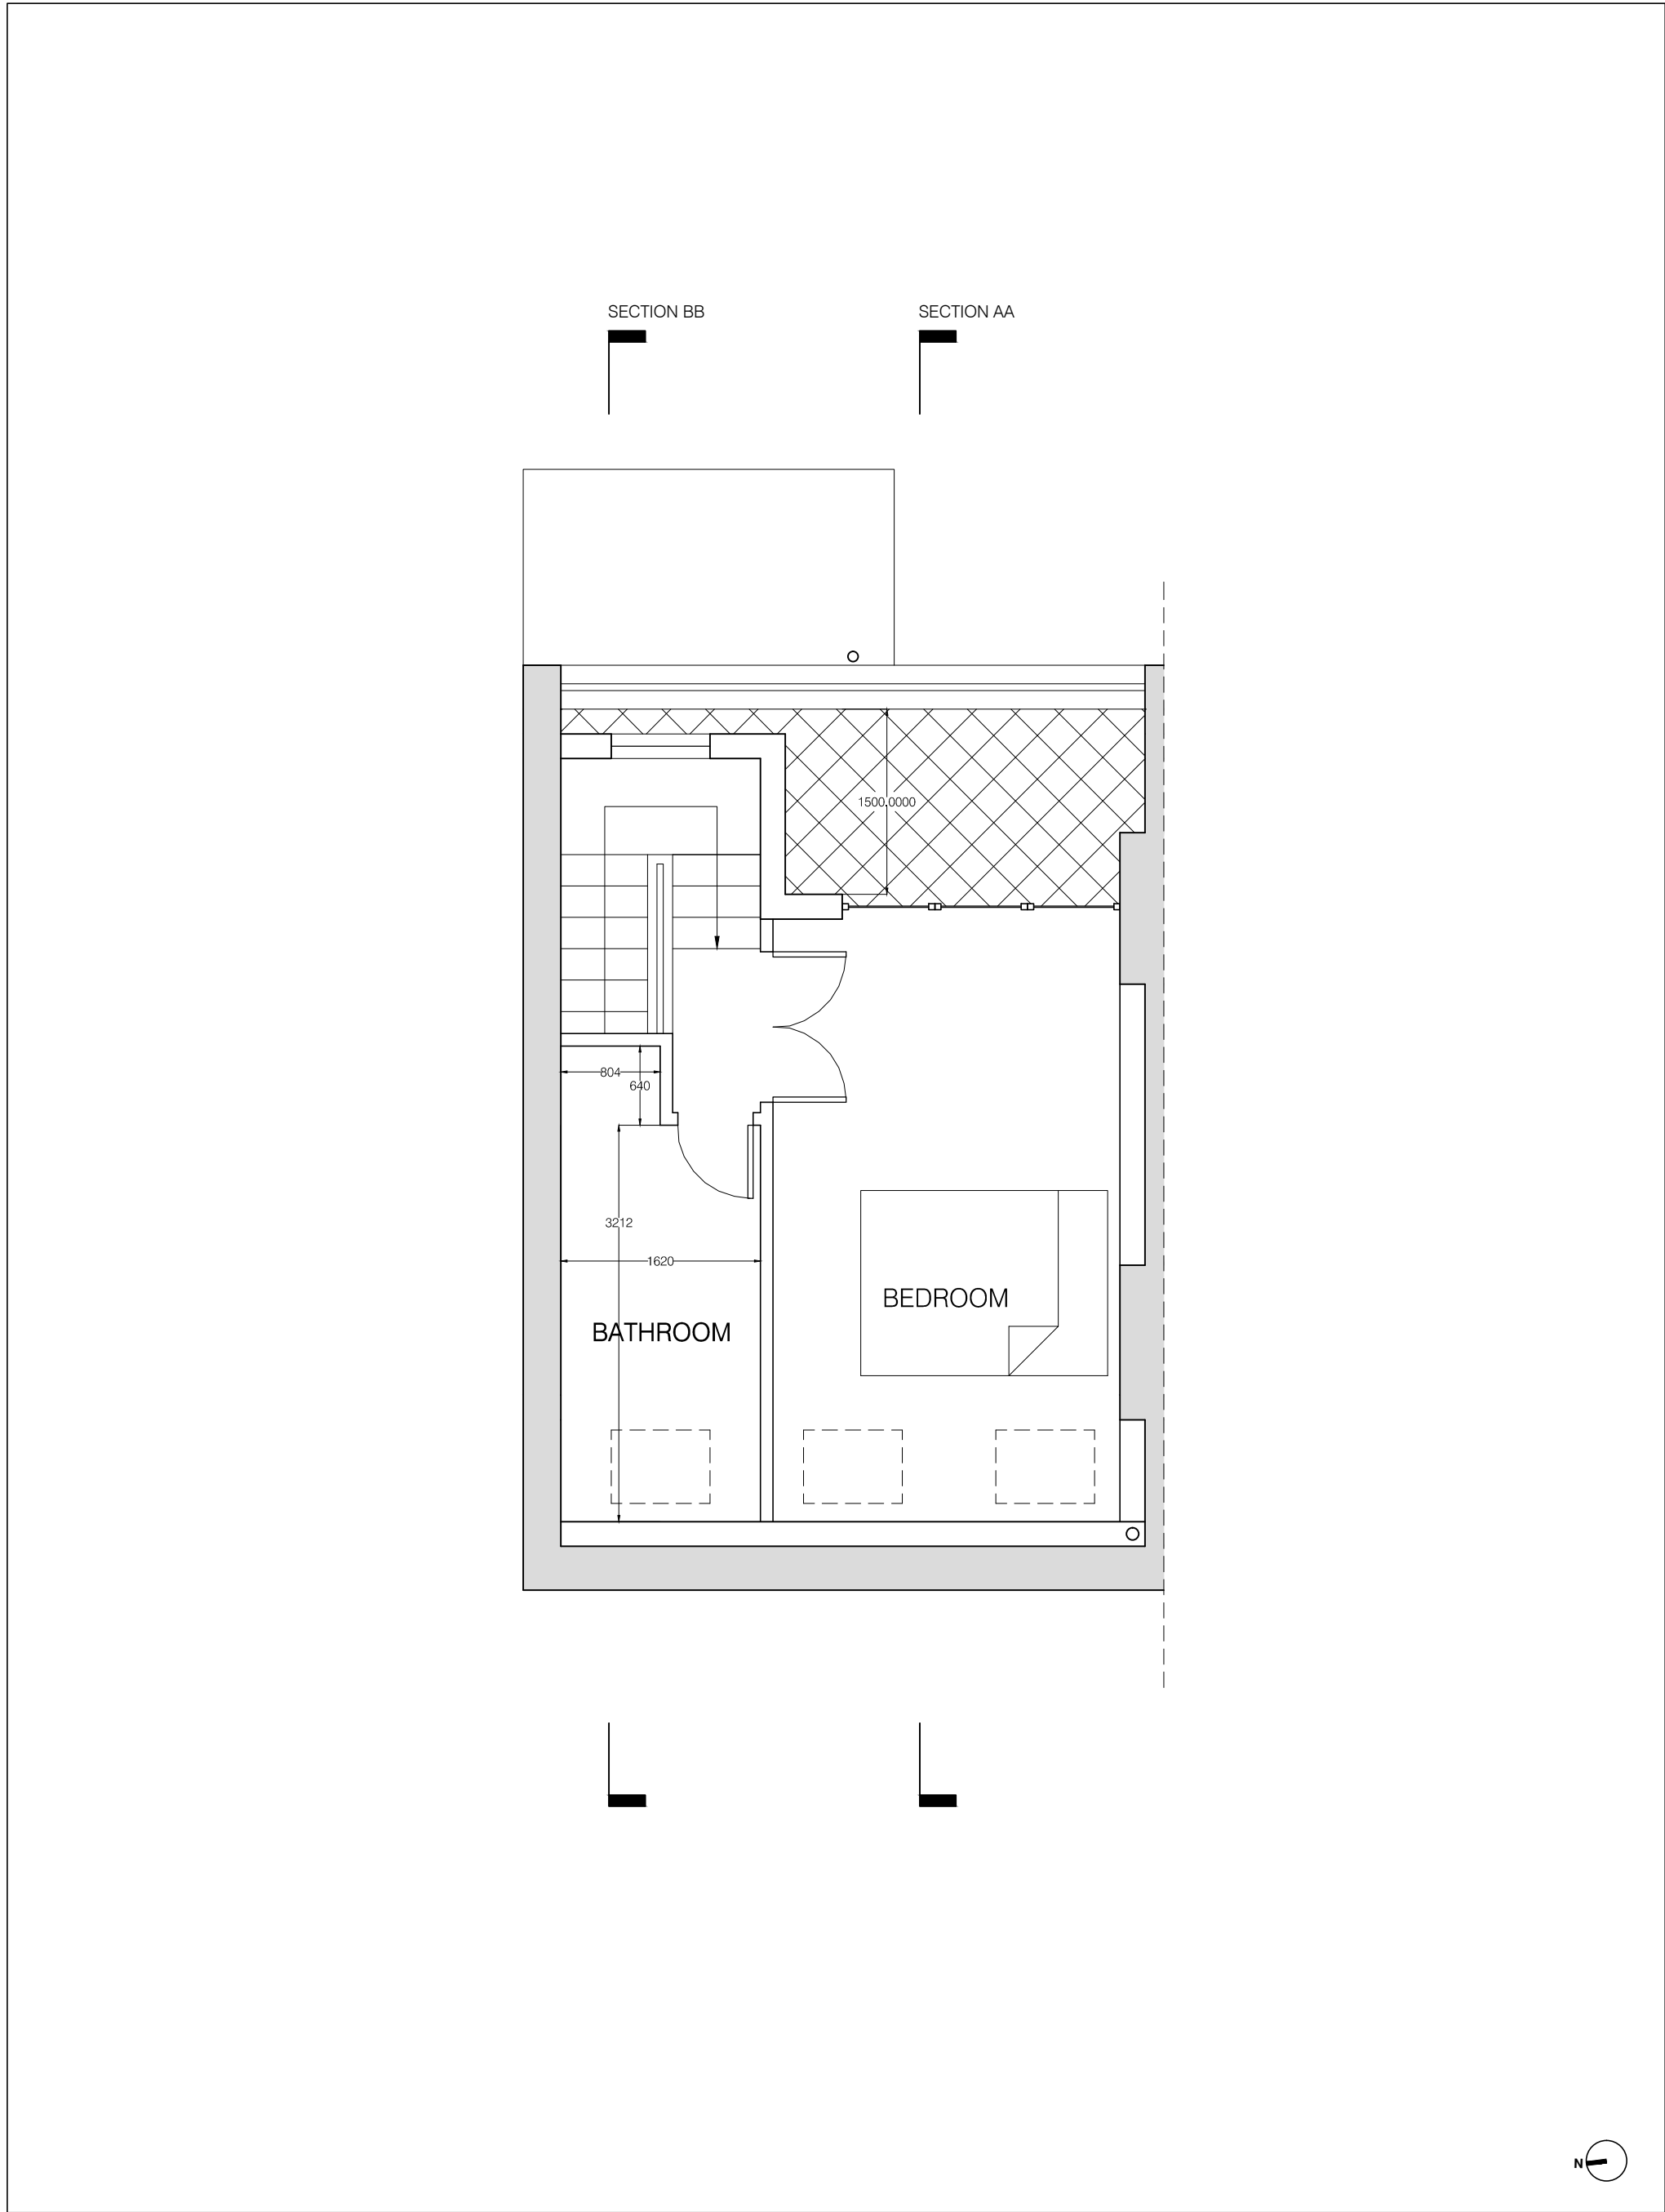 SECTION BB
SECTION AA
1500.0000
804
640
3212
1620
BEDROOM
BATHROOM
N